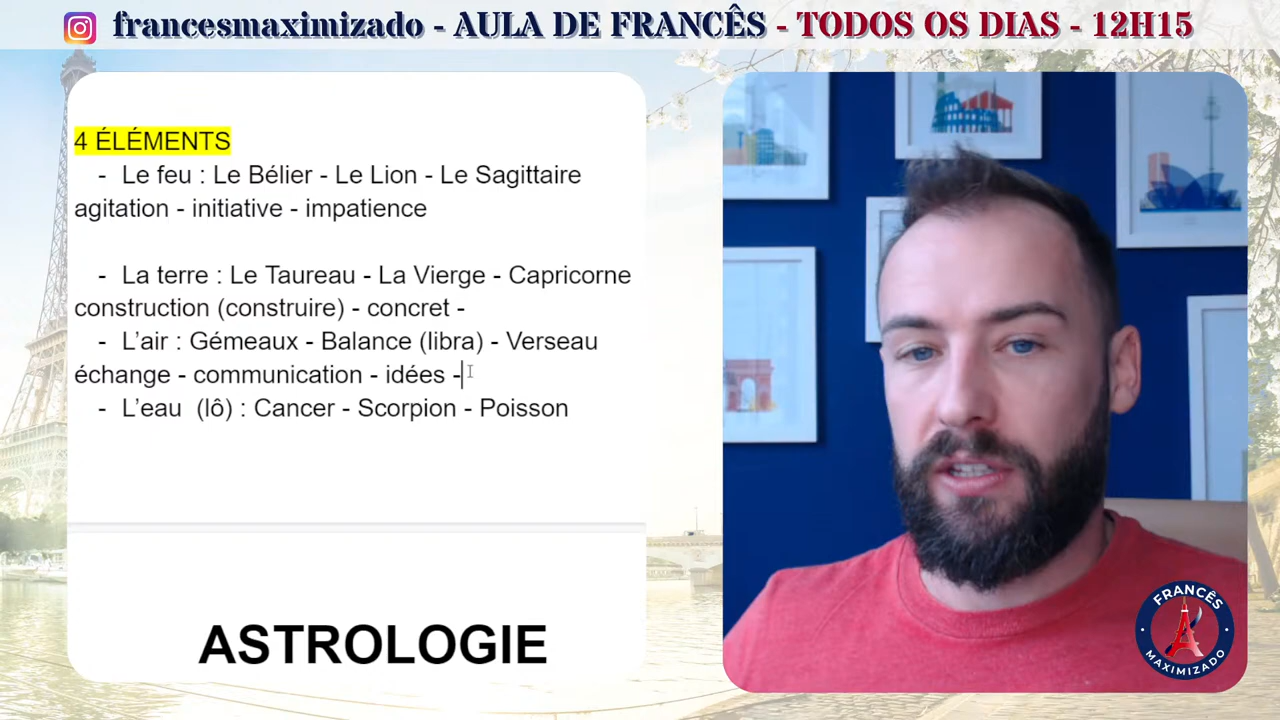 francesmaximizado - AULA DE FRANCÊS - TODOS OS DIAS - 12H15
4 ÉLÉMENTS
- Le feu : Le Bélier - Le Lion - Le Sagittaire
agitation - initiative - impatience
- La terre : Le Taureau - La Vierge - Capricorne
construction (construire) - concret -
- L’air : Gémeaux - Balance (libra) - Verseau
échange - communication - idées -
- L’eau (lô) : Cancer - Scorpion - Poisson
ASTROLOGIE
FRANCÊS
MAXIMIZADO